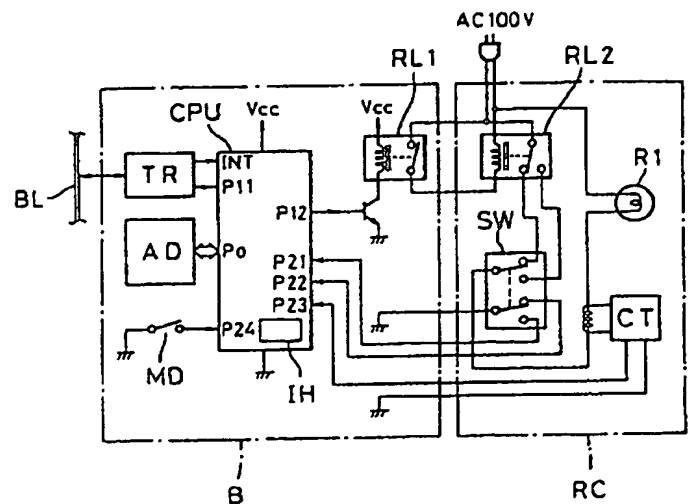 AC100V
RL1
RL2
CPU
Vcc
Vcc
INT
TR
P11
BL
R1
P12
SW
AD
Po
P21
P22
P23
CT
P24
MD
IH
B
RC